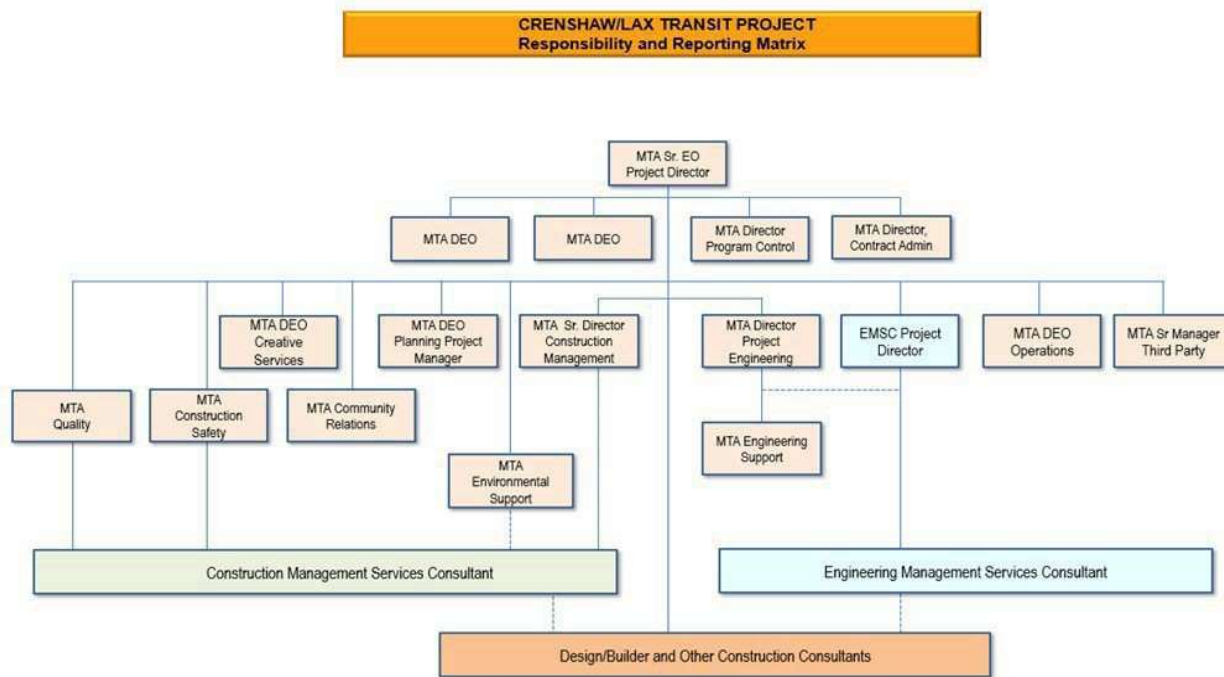 CRENSHAW/LAX TRANSIT PROJECT
Responsibility and Reporting Matrix
MTA Sr. EO
Project Director
MTA DEO
MTA DEO
MTA Director
Program Control
MTA Director,
Contract Admin
MTA DEO
Creative
Services
MTA DEO
Planning Project
Manager
MTA Sr. Director
Construction
Management
MTA Director
Project
Engineering
EMSC Project
Director
MTA DEO
Operations
MTA Sr Manager
Third Party
MTA
Quality
MTA
Construction
Safety
MTA Community
Relations
MTA Engineering
Support
MTA
Environmental
Support
Construction Management Services Consultant
Engineering Management Services Consultant
Design/Builder and Other Construction Consultants